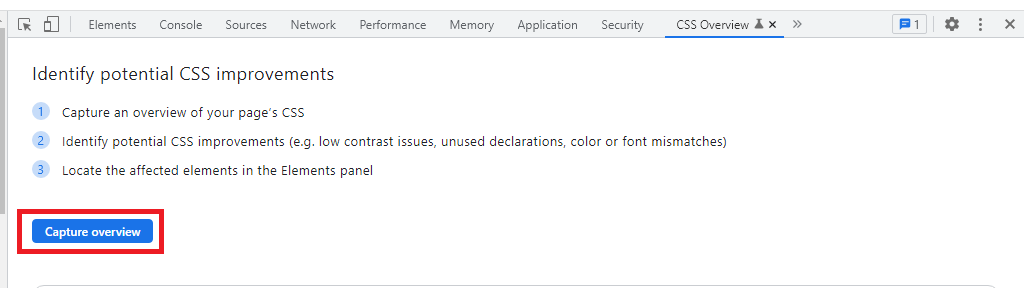 Elements Console Sources Network Performance Memory Application Security CSS Overview 1
Identify potential CSS improvements
1 Capture an overview of your page's CSS
2 Identify potential CSS improvements (e.g. low contrast issues, unused declarations, color or font mismatches)
3 Locate the affected elements in the Elements panel
Capture overview